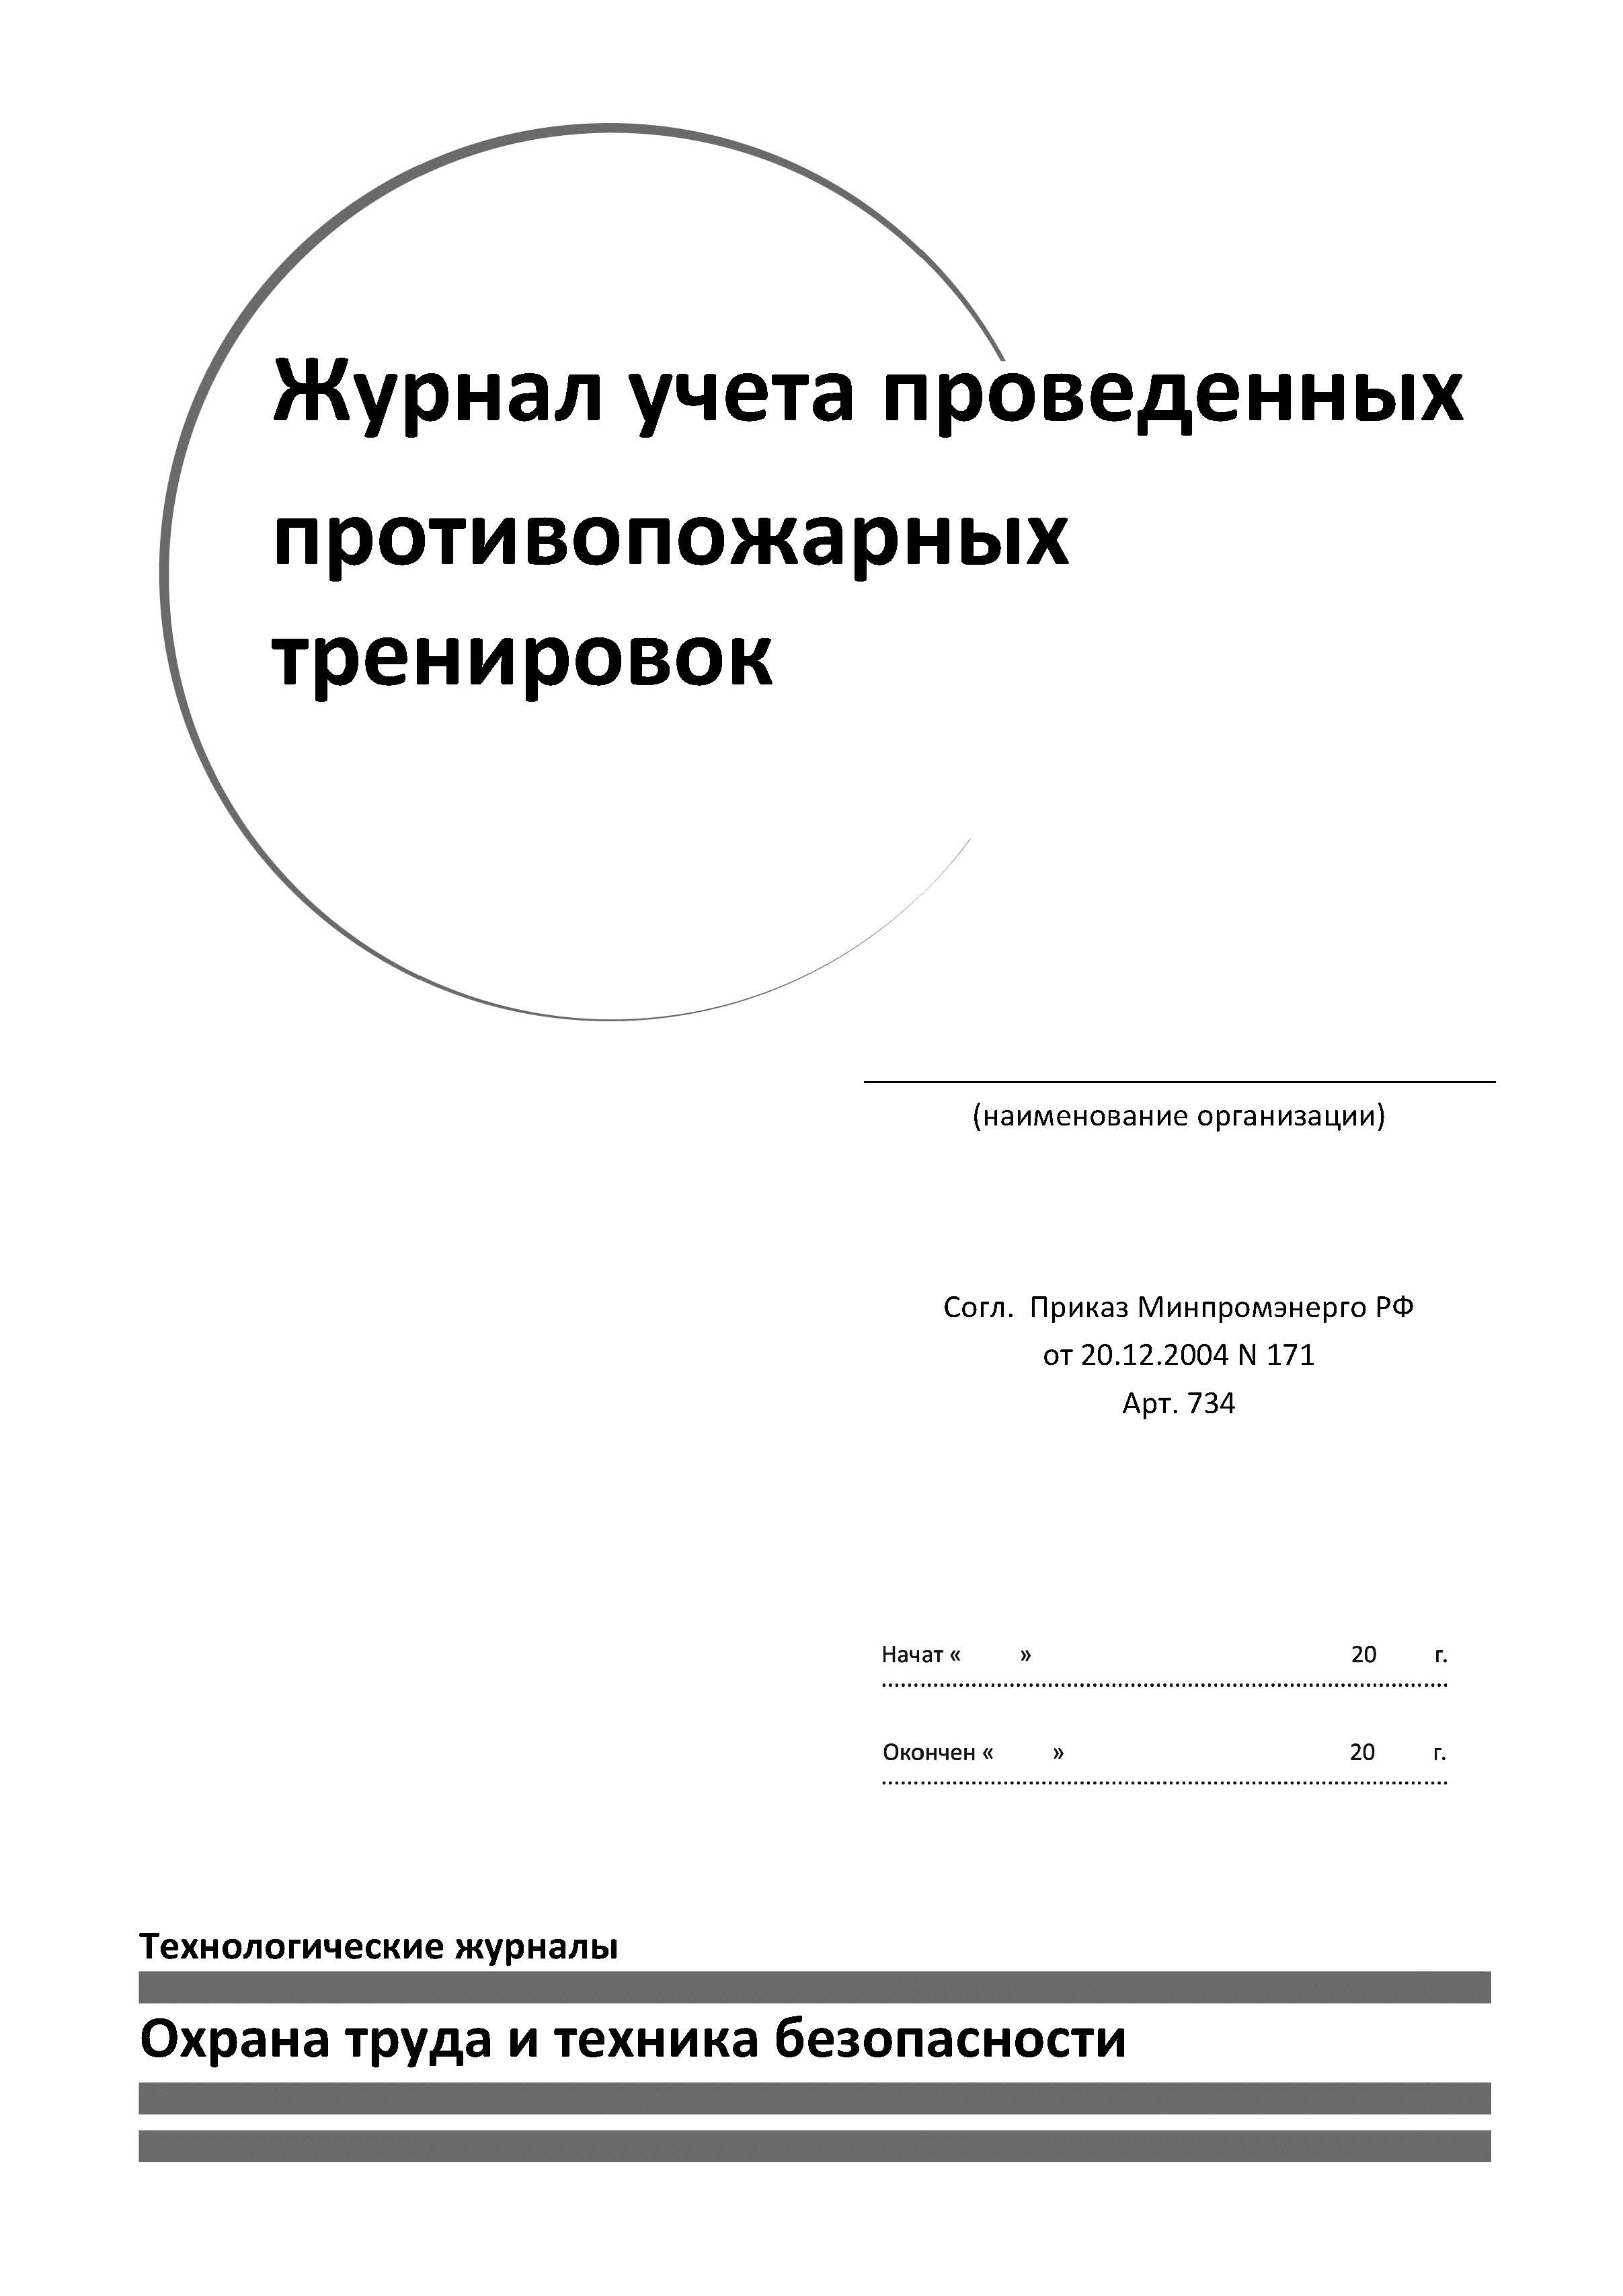 Журнал учета проведенных
противопожарных
тренировок
(наименование организации)
Согл.  Приказ Минпромэнерго РФ
от 20.12.2004 N 171
Арт. 734
Начат « » 20 г.
Окончен « » 20 г.
Технологические журналы
Охрана труда и техника безопасности